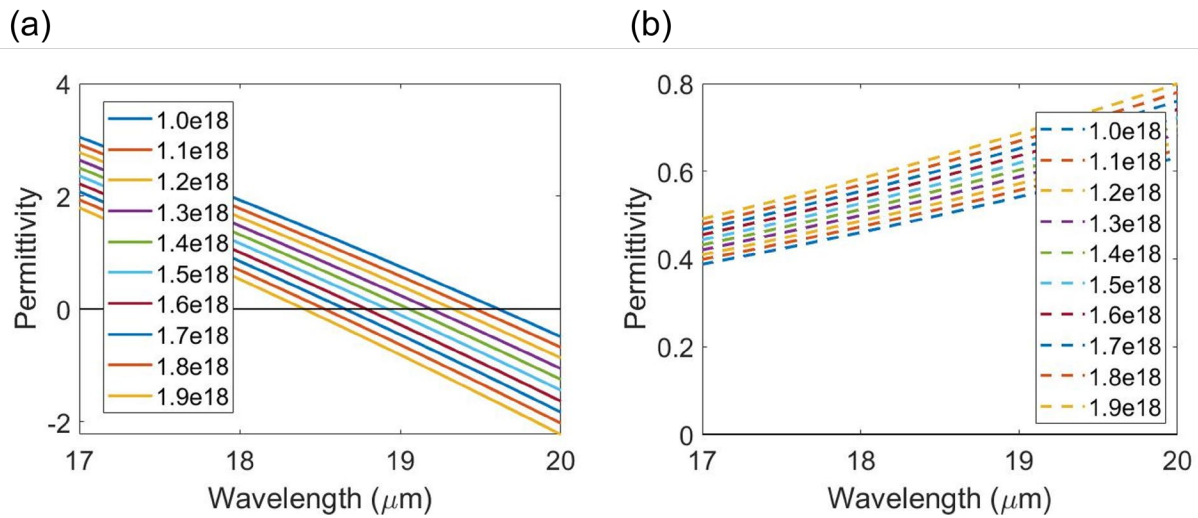 (a)
Permittivity
4
2
0
-2
1.0e18
1.1e18
1.2e18
1.3e18
1.4e18
1.5e18
1.6e18
1.7e18
1.8e18
1.9e18
17 18 19 20
Wavelength (μm)
(b)
Permittivity
0.8
0.6
0.4
0.2
0
1.0e18
1.1e18
1.2e18
1.3e18
1.4e18
1.5e18
1.6e18
1.7e18
1.8e18
1.9e18
17 18 19 20
Wavelength (μm)